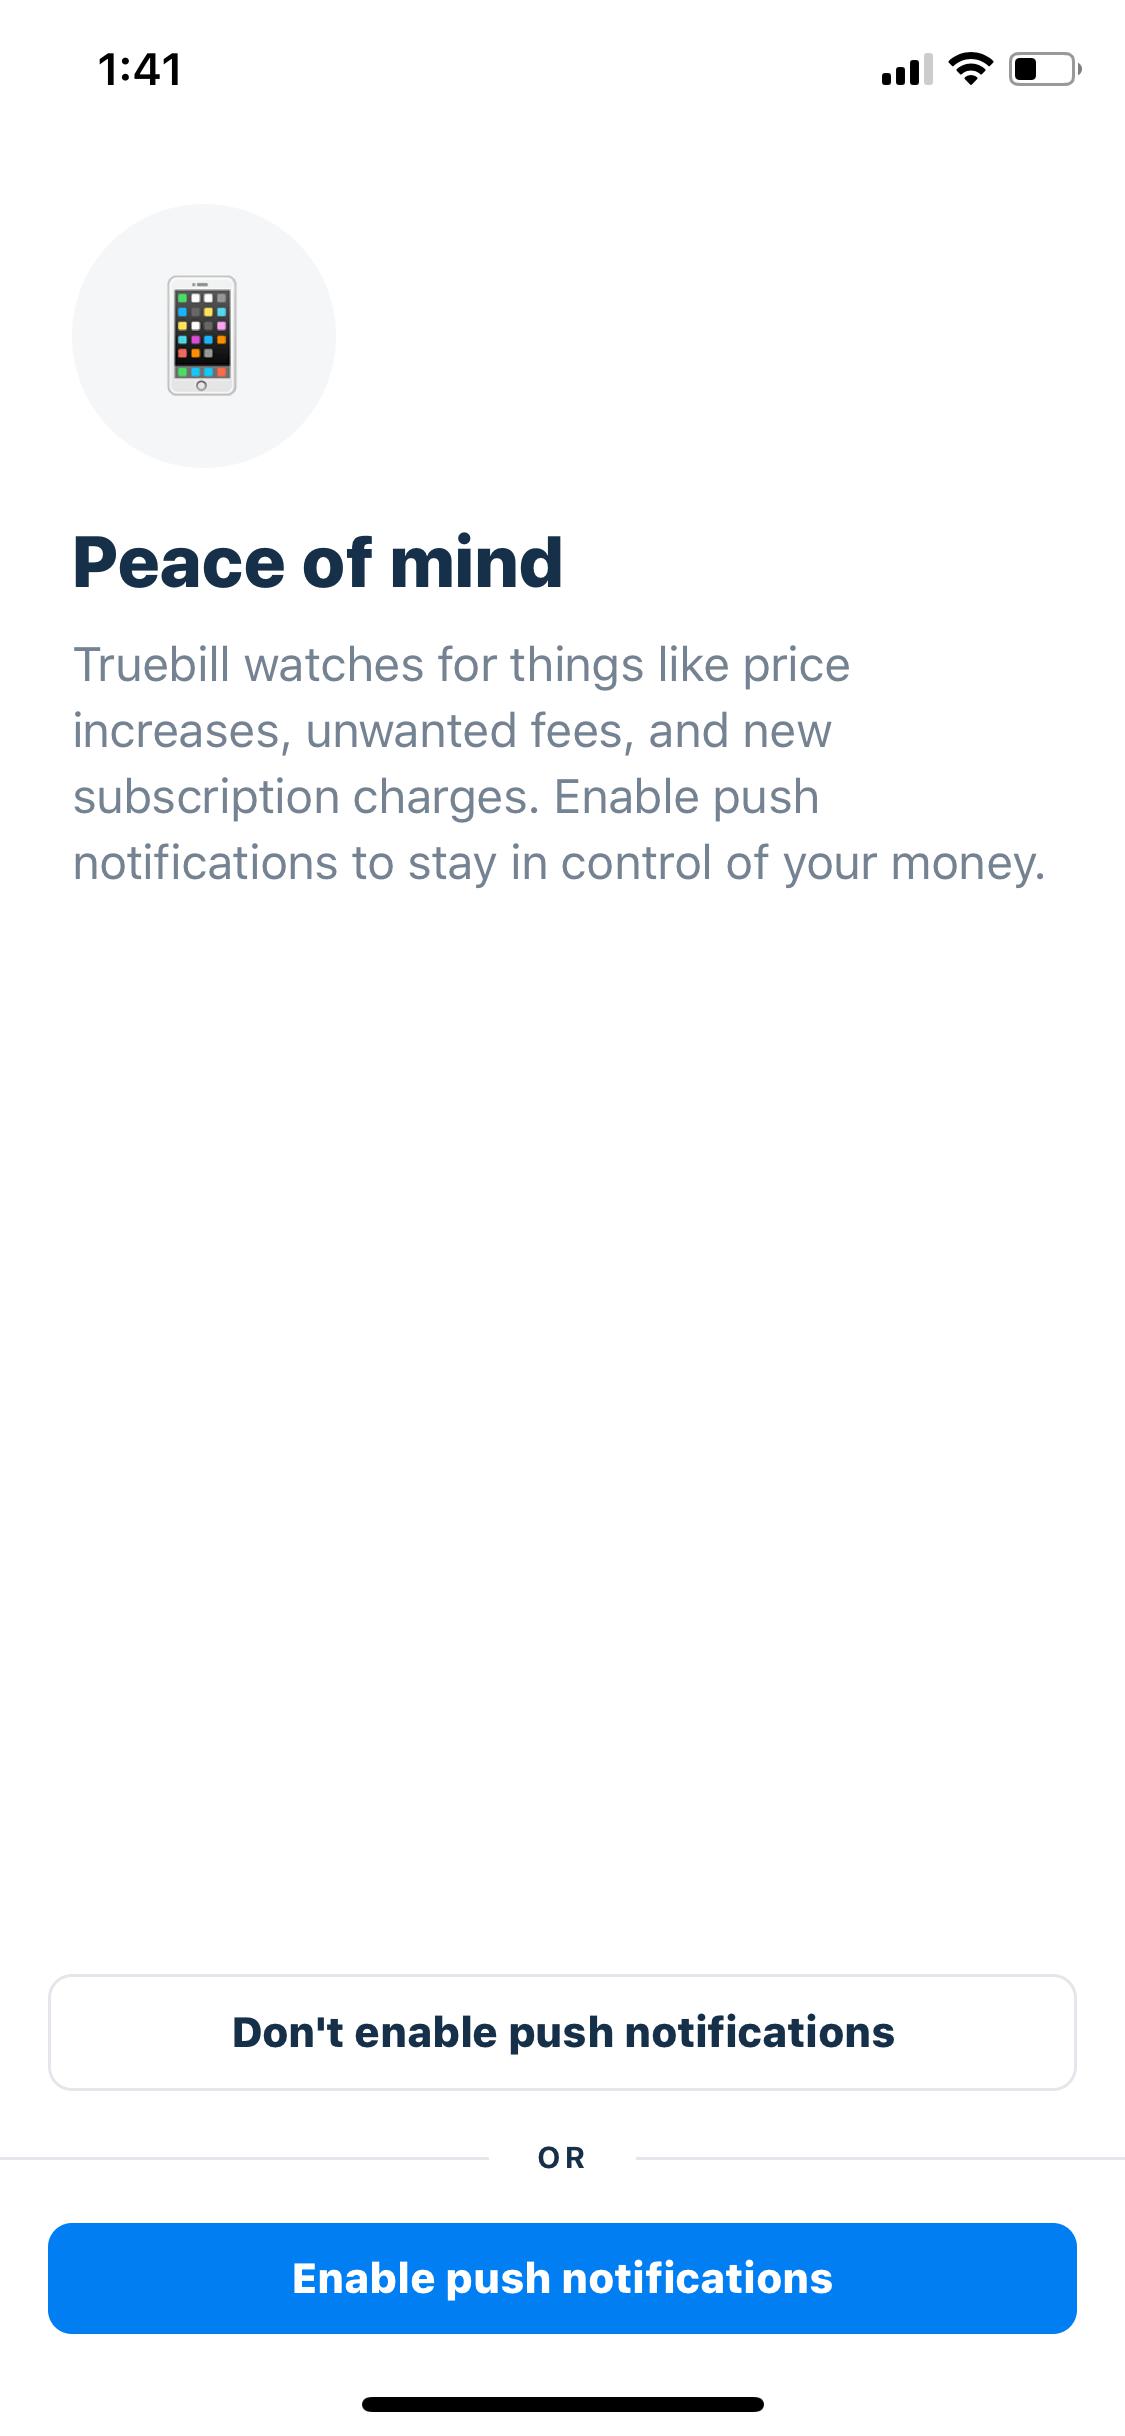 1:41
Peace of mind
Truebill watches for things like price
increases, unwanted fees, and new
subscription charges. Enable push
notifications to stay in control of your money.
Don't enable push notifications
OR
Enable push notifications